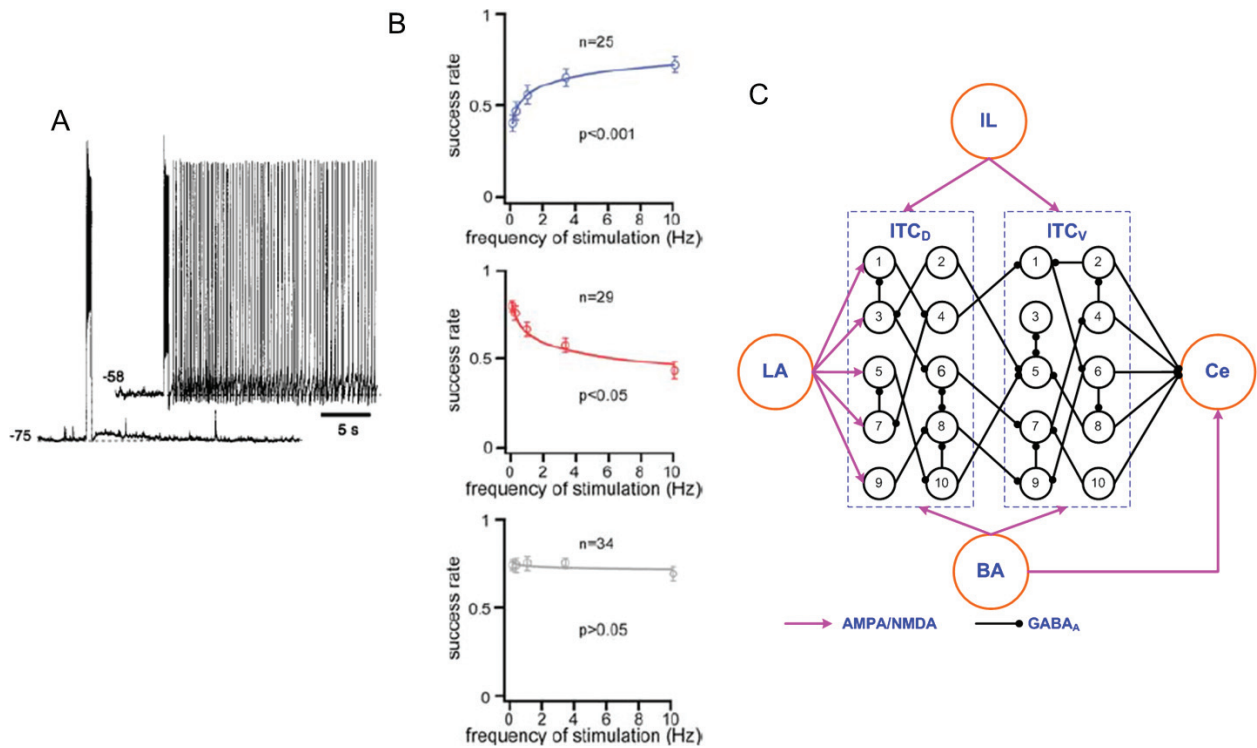 A
-58
-75
5 s
B
success rate
1
0.5
0
n=25
p<0.001
0 2 4 6 8 10
frequency of stimulation (Hz)
success rate
1
0.5
0
n=29
p<0.05
0 2 4 6 8 10
frequency of stimulation (Hz)
success rate
1
0.5
0
n=34
p>0.05
0 2 4 6 8 10
frequency of stimulation (Hz)
C
IL
ITCD ITCV
1 2 1 2
3 4 3 4
LA 5 6 5 6 Ce
7 8 7 8
9 10 9 10
BA
AMPA/NMDA GABAA